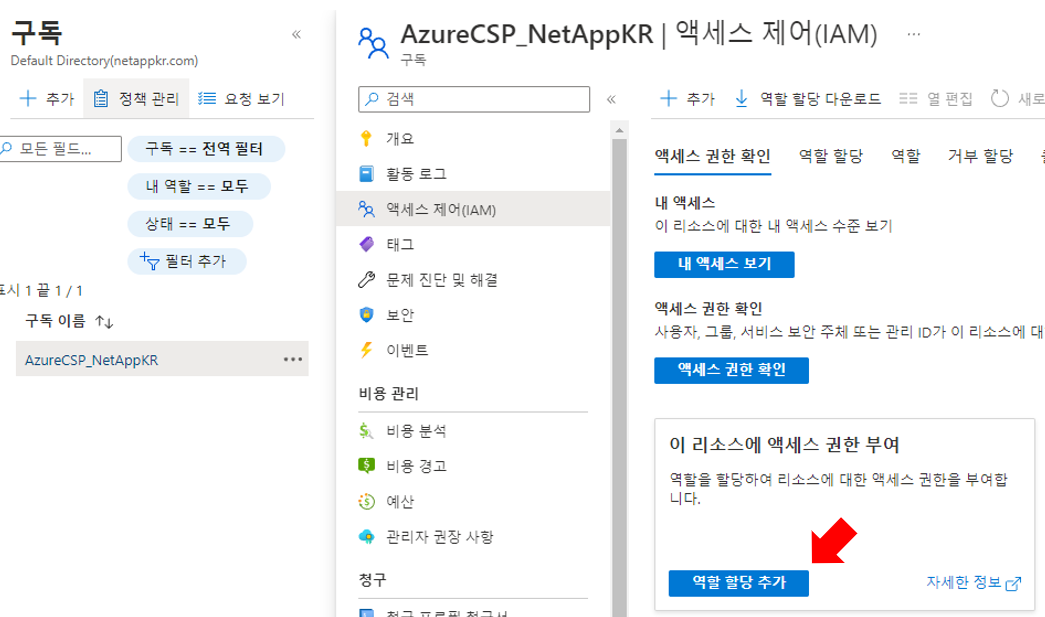 구독
Default Directory(netappkr.com)
추가 정책 관리 요청 보기
모든 필드...
구독 == 전역 필터
내 역할 == 모두
상태 == 모두
필터 추가
표시 1 끝 1 / 1
구독 이름
AzureCSP_NetAppKR
AzureCSP_NetAppKR | 액세스 제어(IAM)
구독
검색
개요
활동 로그
액세스 제어(IAM)
태그
문제 진단 및 해결
보안
이벤트
비용 관리
비용 분석
비용 경고
예산
관리자 권장 사항
청구
추가 역할 할당 다운로드 열 편집 새로
액세스 권한 확인 역할 할당 역할 거부 할당
내 액세스
이 리소스에 대한 내 액세스 수준 보기
내 액세스 보기
액세스 권한 확인
사용자, 그룹, 서비스 보안 주체 또는 관리 ID가 이 리소스에 대
액세스 권한 확인
이 리소스에 액세스 권한 부여
역할을 할당하여 리소스에 대한 액세스 권한을 부여합
니다.
역할 할당 추가 자세한 정보